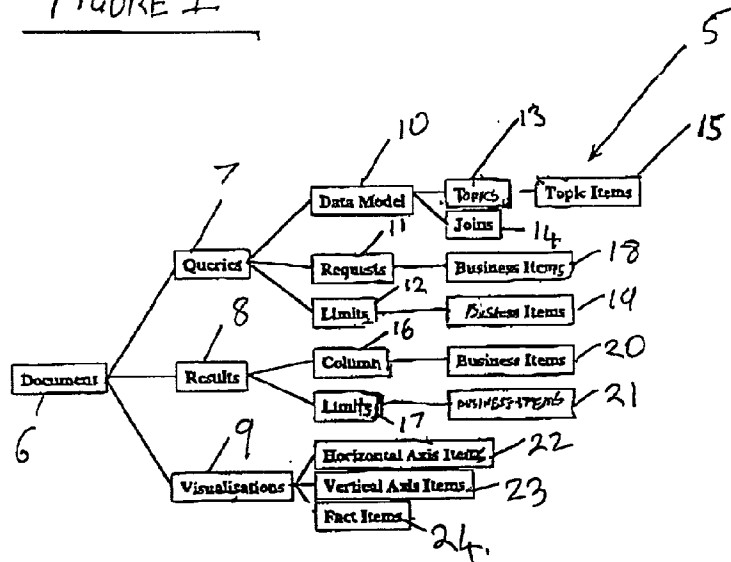 FIGURE 1
5
10
13
15
7
Data Model
Topics
Topic Items
11
Joins
14
Queries
Requests
Business Items
18
12
Limits
Business Items
19
8
16
Column
Business Items
20
Document
Results
6
Limits
BUSINESS ITEMS
21
17
9
Horizontal Axis Items
22
Visualisations
Vertical Axis Items
23
Fact Items
24.